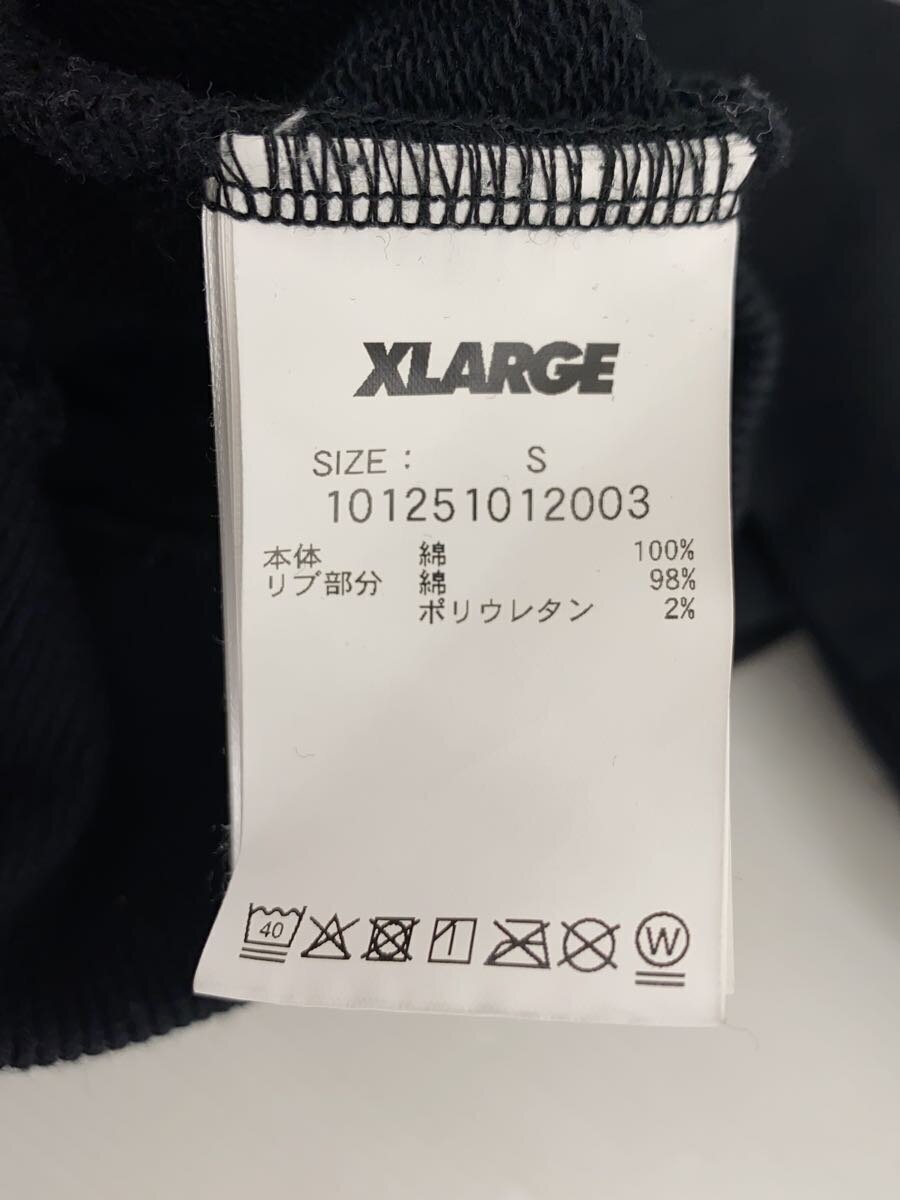 XLARGE
SIZE : S
101251012003
本体 綿 100%
リブ部分 綿 98%
ポリウレタン 2%
40 W